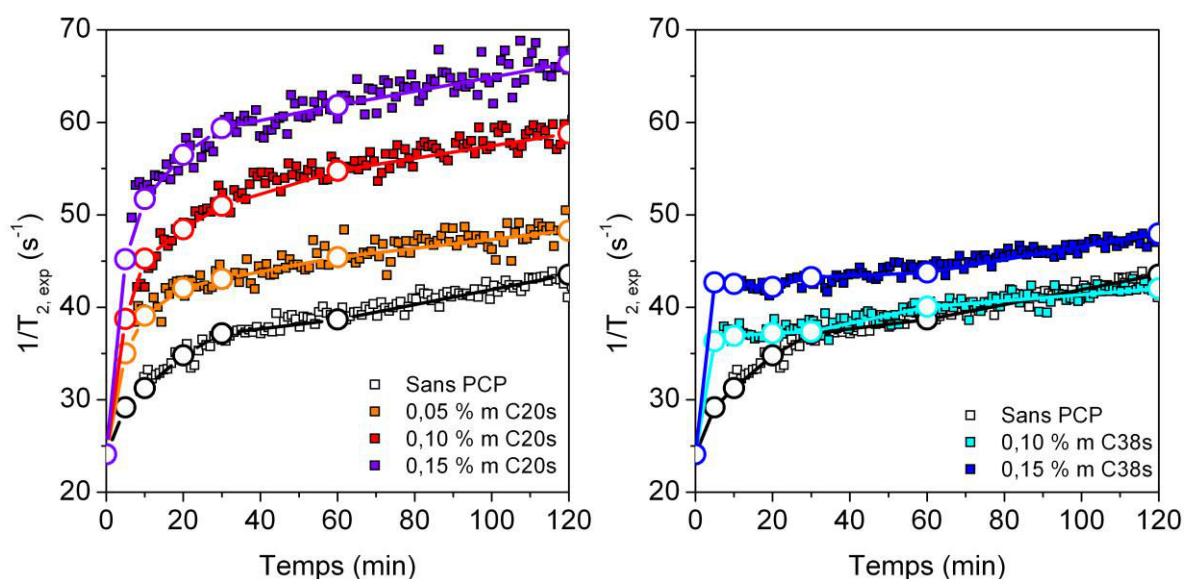 70
60
50
40
30
20
1/T2, exp (s-1)
0 20 40 60 80 100 120
Temps (min)
Sans PCP
0,05 % m C20s
0,10 % m C20s
0,15 % m C20s
70
60
50
40
30
20
1/T2, exp (s-1)
0 20 40 60 80 100 120
Temps (min)
Sans PCP
0,10 % m C38s
0,15 % m C38s